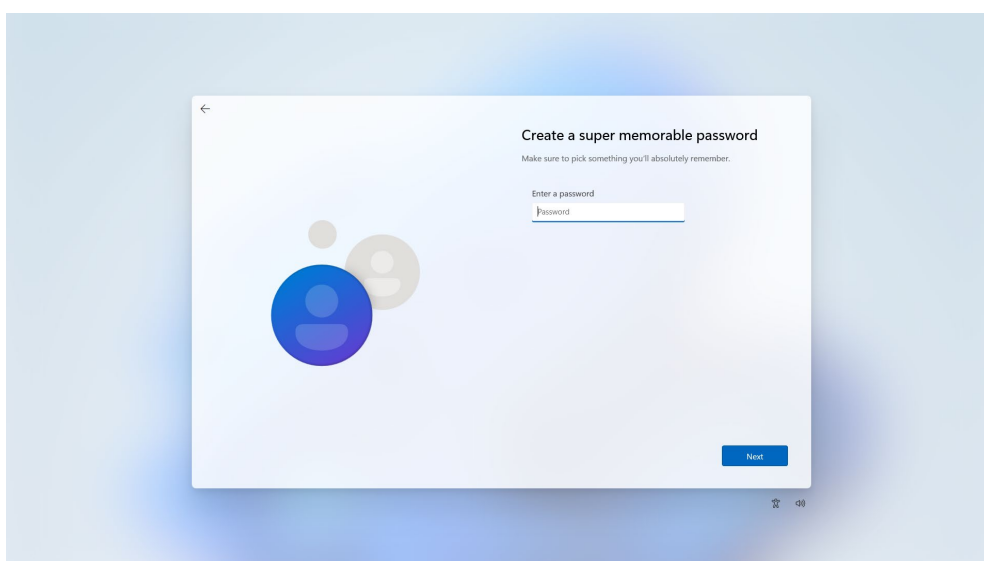 Create a super memorable password
Make sure to pick something you'll absolutely remember.
Enter a password
Password
Next